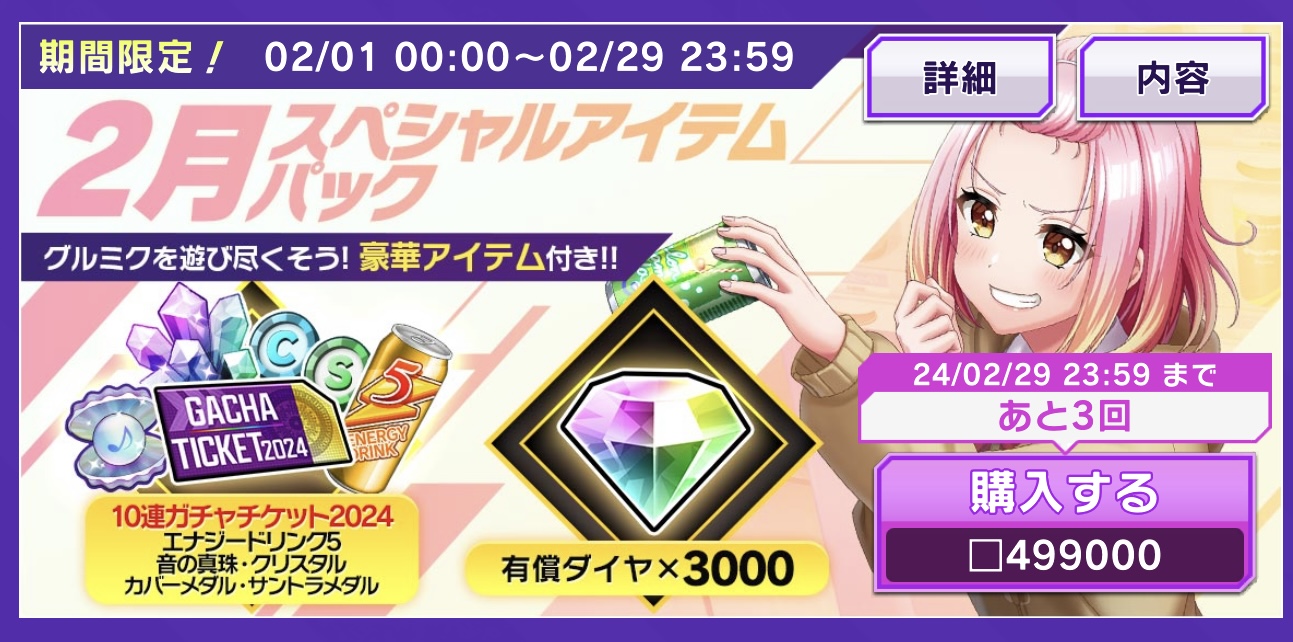 期間限定! 02/01 00:00～02/29 23:59
詳細
内容
2月スペシャルアイテム
パック
グルミクを遊び尽くそう! 豪華アイテム付き!!
C
S
5
ENERGY
DRINK
GACHA
TICKET2024
10連ガチャチケット2024
エナジードリンク5
音の真珠・クリスタル
カバーメダル・サントラメダル
有償ダイヤ×3000
24/02/29 23:59 まで
あと3回
購入する
□499000